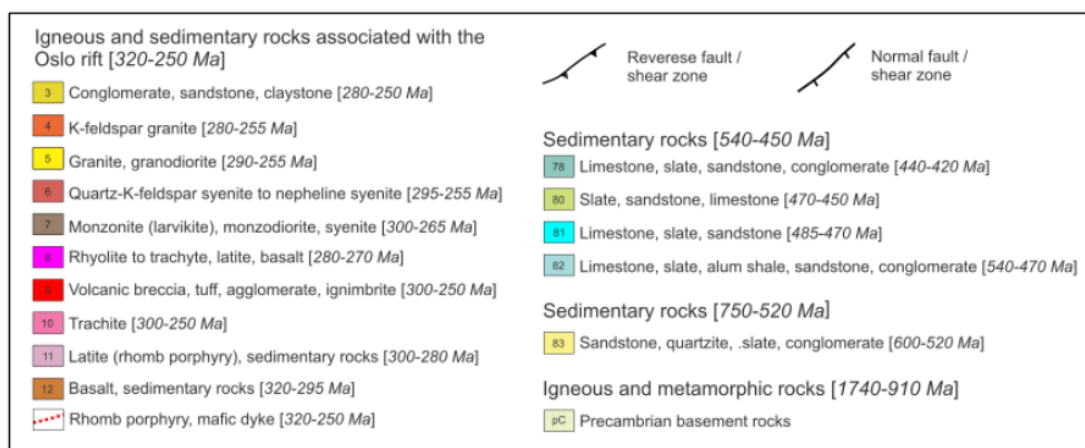 Igneous and sedimentary rocks associated with the
Oslo rift [320-250 Ma]
3 Conglomerate, sandstone, claystone [280-250 Ma]
4 K-feldspar granite [280-255 Ma]
5 Granite, granodiorite [290-255 Ma]
6 Quartz-K-feldspar syenite to nepheline syenite [295-255 Ma]
7 Monzonite (larvikite), monzodiorite, syenite [300-265 Ma]
8 Rhyolite to trachyte, latite, basalt [280-270 Ma]
9 Volcanic breccia, tuff, agglomerate, ignimbrite [300-250 Ma]
10 Trachite [300-250 Ma]
11 Latite (rhomb porphyry), sedimentary rocks [300-280 Ma]
12 Basalt, sedimentary rocks [320-295 Ma]
Rhomb porphyry, mafic dyke [320-250 Ma]
Reverese fault /
shear zone
Normal fault /
shear zone
Sedimentary rocks [540-450 Ma]
78 Limestone, slate, sandstone, conglomerate [440-420 Ma]
80 Slate, sandstone, limestone [470-450 Ma]
81 Limestone, slate, sandstone [485-470 Ma]
82 Limestone, slate, alum shale, sandstone, conglomerate [540-470 Ma]
Sedimentary rocks [750-520 Ma]
83 Sandstone, quartzite, .slate, conglomerate [600-520 Ma]
Igneous and metamorphic rocks [1740-910 Ma]
pC Precambrian basement rocks